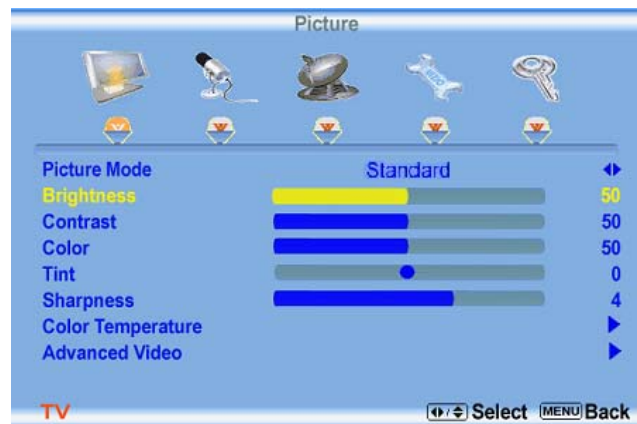 Picture
Picture Mode Standard
Brightness 50
Contrast 50
Color 50
Tint 0
Sharpness 4
Color Temperature
Advanced Video
TV Select MENU Back